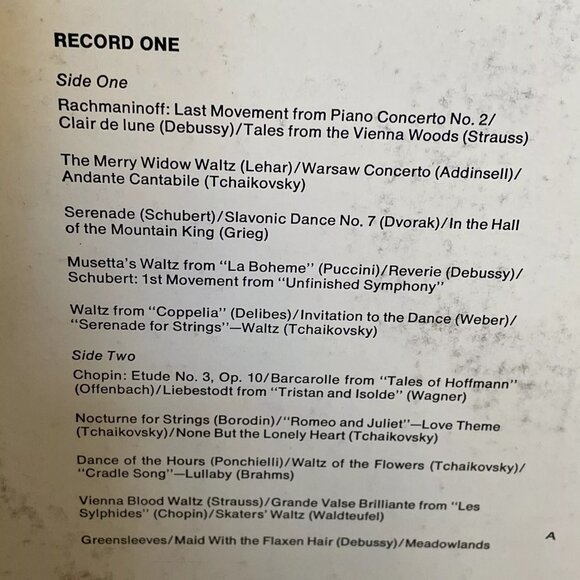 RECORD ONE
Side One
Rachmaninoff: Last Movement from Piano Concerto No. 2/
Clair de lune (Debussy)/Tales from the Vienna Woods (Strauss)
The Merry Widow Waltz (Lehar)/Warsaw Concerto (Addinsell)/
Andante Cantabile (Tchaikovsky)
Serenade (Schubert)/Slavonic Dance No. 7 (Dvorak)/In the Hall
of the Mountain King (Grieg)
Musetta's Waltz from "La Boheme" (Puccini)/Reverie (Debussy)/
Schubert: 1st Movement from "Unfinished Symphony"
Waltz from "Coppelia" (Delibes)/Invitation to the Dance (Weber)/
"Serenade for Strings"—Waltz (Tchaikovsky)
Side Two
Chopin: Etude No. 3, Op. 10/Barcarolle from "Tales of Hoffmann"
(Offenbach)/Liebestodt from "Tristan and Isolde" (Wagner)
Nocturne for Strings (Borodin)/"Romeo and Juliet"—Love Theme
(Tchaikovsky)/None But the Lonely Heart (Tchaikovsky)
Dance of the Hours (Ponchielli)/Waltz of the Flowers (Tchaikovsky)/
"Cradle Song"—Lullaby (Brahms)
Vienna Blood Waltz (Strauss)/Grande Valse Brilliante from "Les
Sylphides" (Chopin)/Skaters' Waltz (Waldteufel)
Greensleeves/Maid With the Flaxen Hair (Debussy)/Meadowlands
A